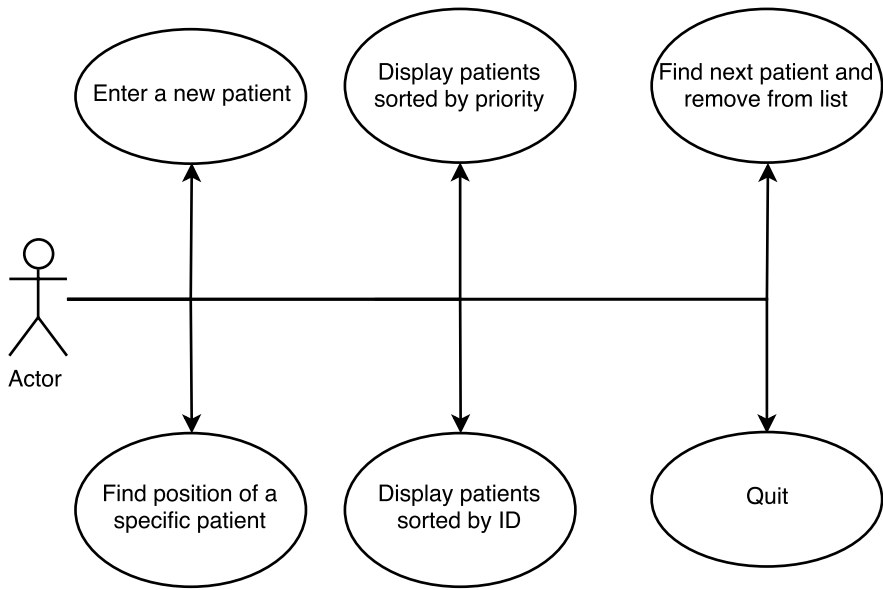 Enter a new patient
Display patients
sorted by priority
Find next patient and
remove from list
Actor
Find position of a
specific patient
Display patients
sorted by ID
Quit